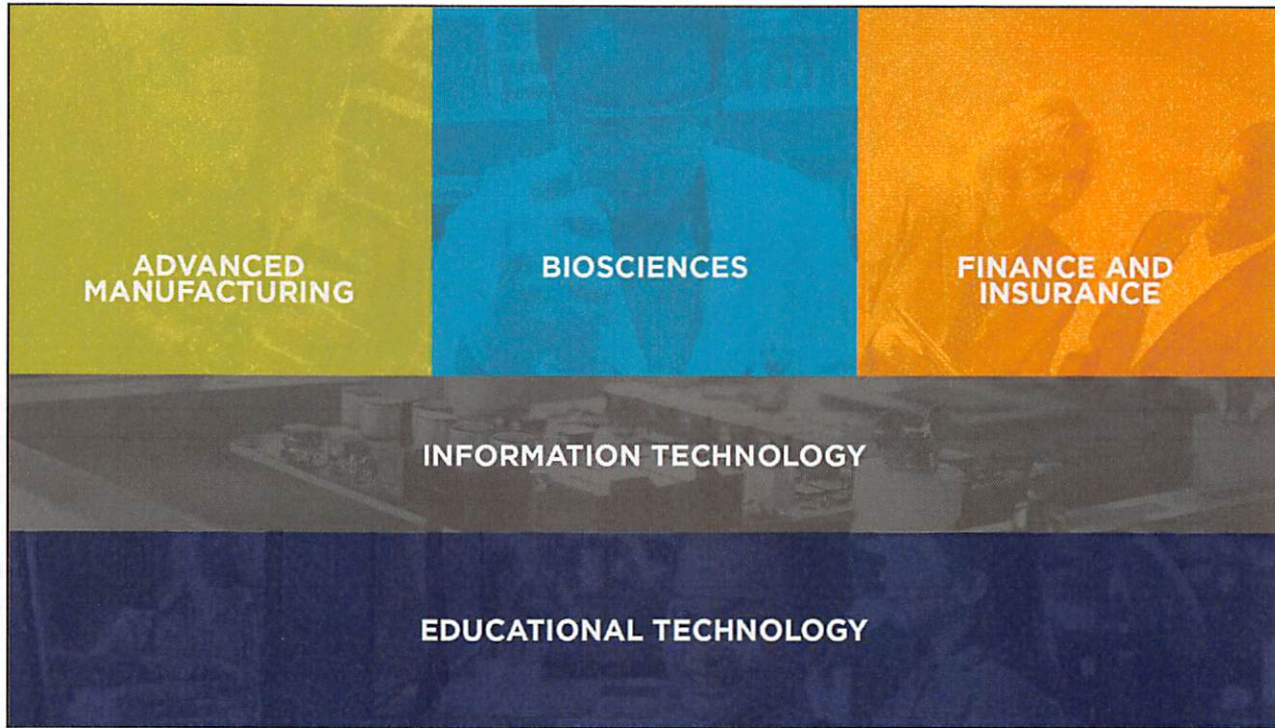 ADVANCED
MANUFACTURING
BIOSCIENCES
FINANCE AND
INSURANCE
INFORMATION TECHNOLOGY
EDUCATIONAL TECHNOLOGY